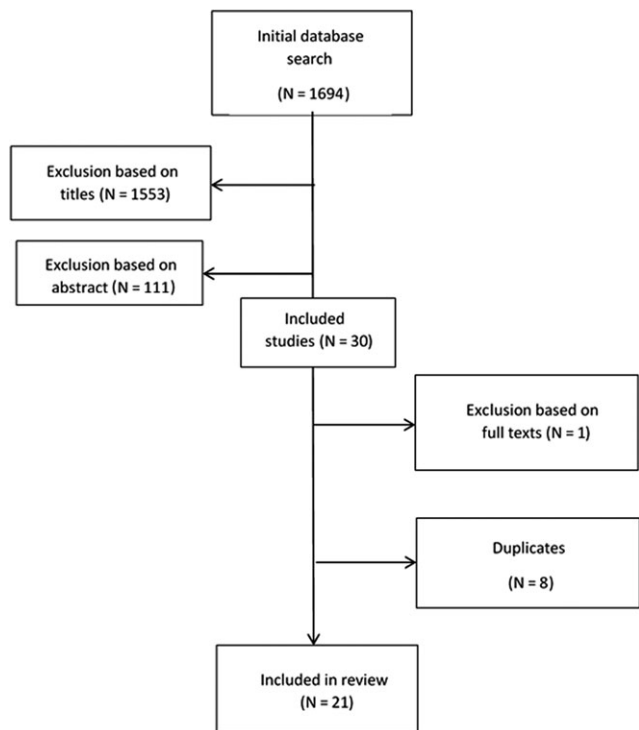 Initial database
search
(N = 1694)
Exclusion based on
titles (N = 1553)
Exclusion based on
abstract (N = 111)
Included
studies (N = 30)
Exclusion based on
full texts (N = 1)
Duplicates
(N = 8)
Included in review
(N = 21)